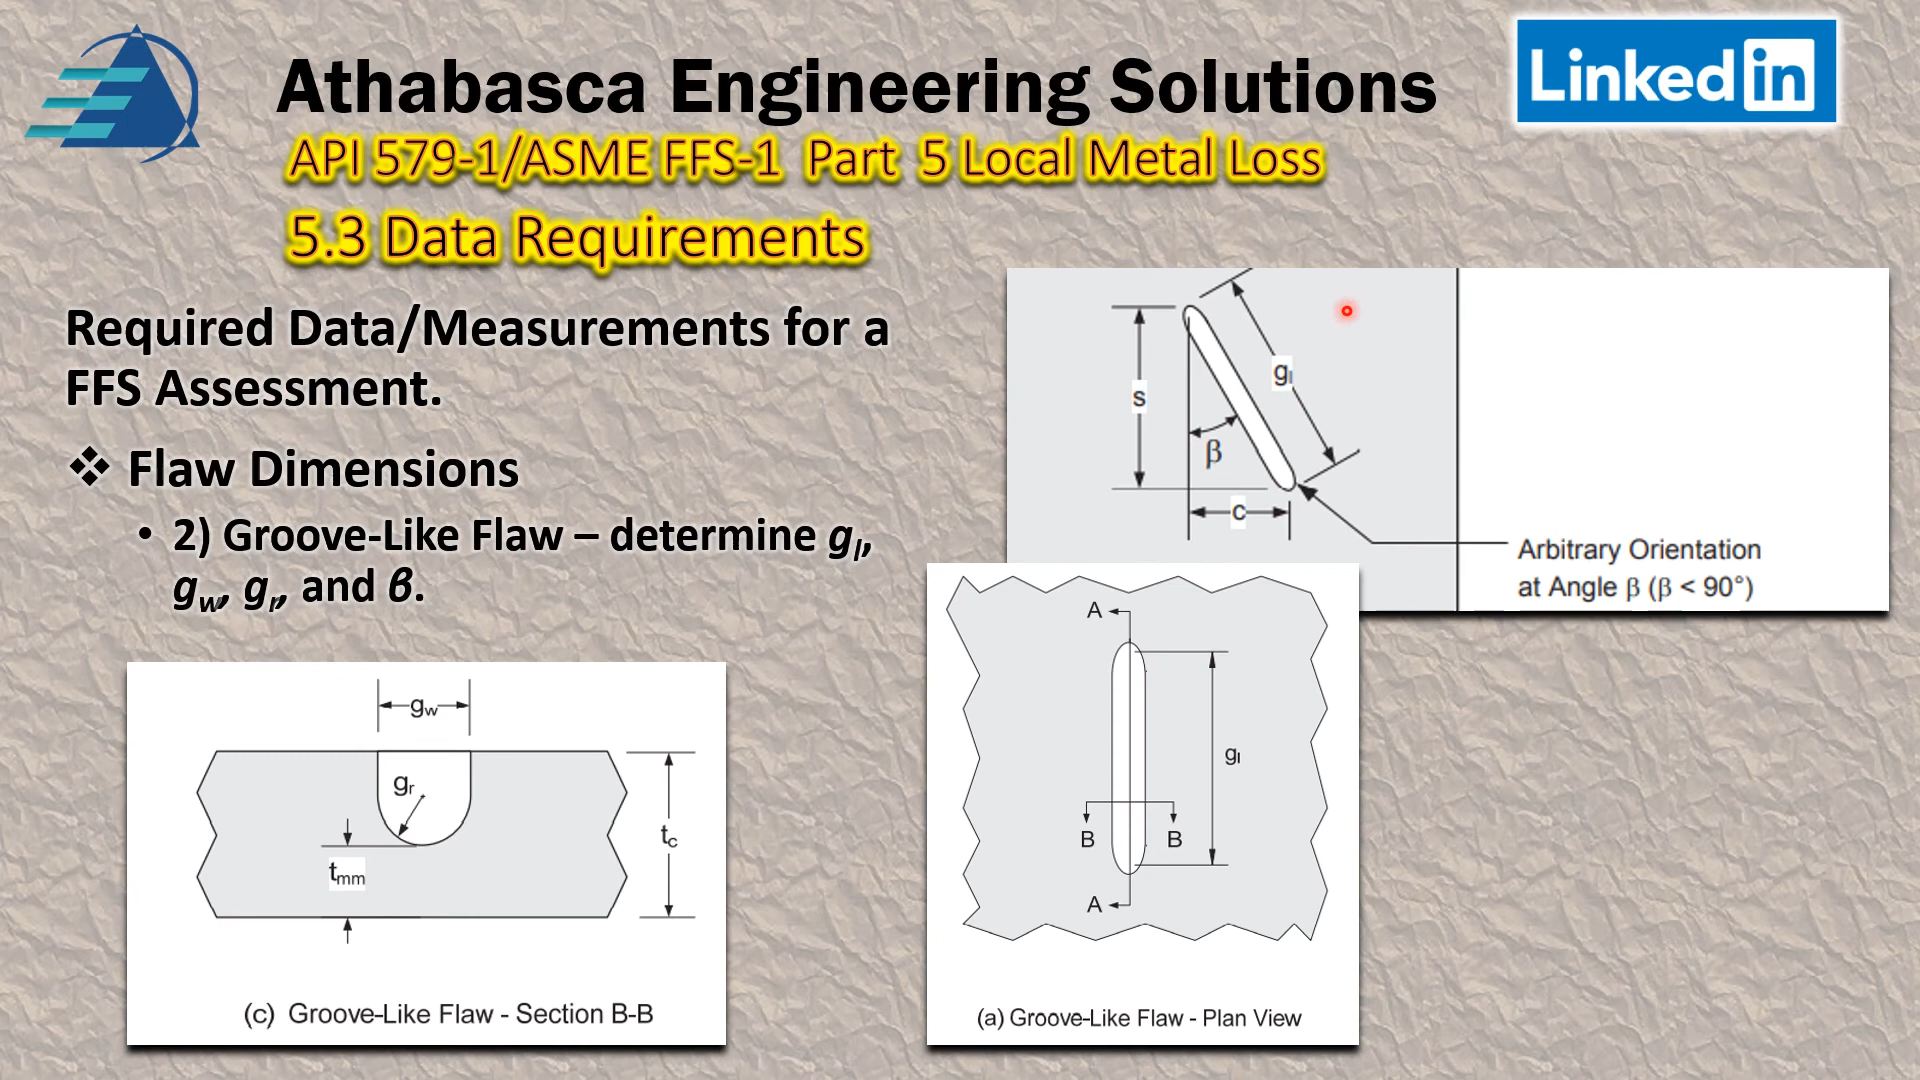 Athabasca Engineering Solutions
LinkedIn
API 579-1/ASME FFS-1 Part 5 Local Metal Loss
5.3 Data Requirements
Required Data/Measurements for a
FFS Assessment.
❖ Flaw Dimensions
• 2) Groove-Like Flaw – determine gl,
gw, gr, and β.
s
gl
β
c
Arbitrary Orientation
at Angle β (β < 90°)
gw
gr
tc
tmm
(c) Groove-Like Flaw - Section B-B
A
gl
B
B
A
(a) Groove-Like Flaw - Plan View